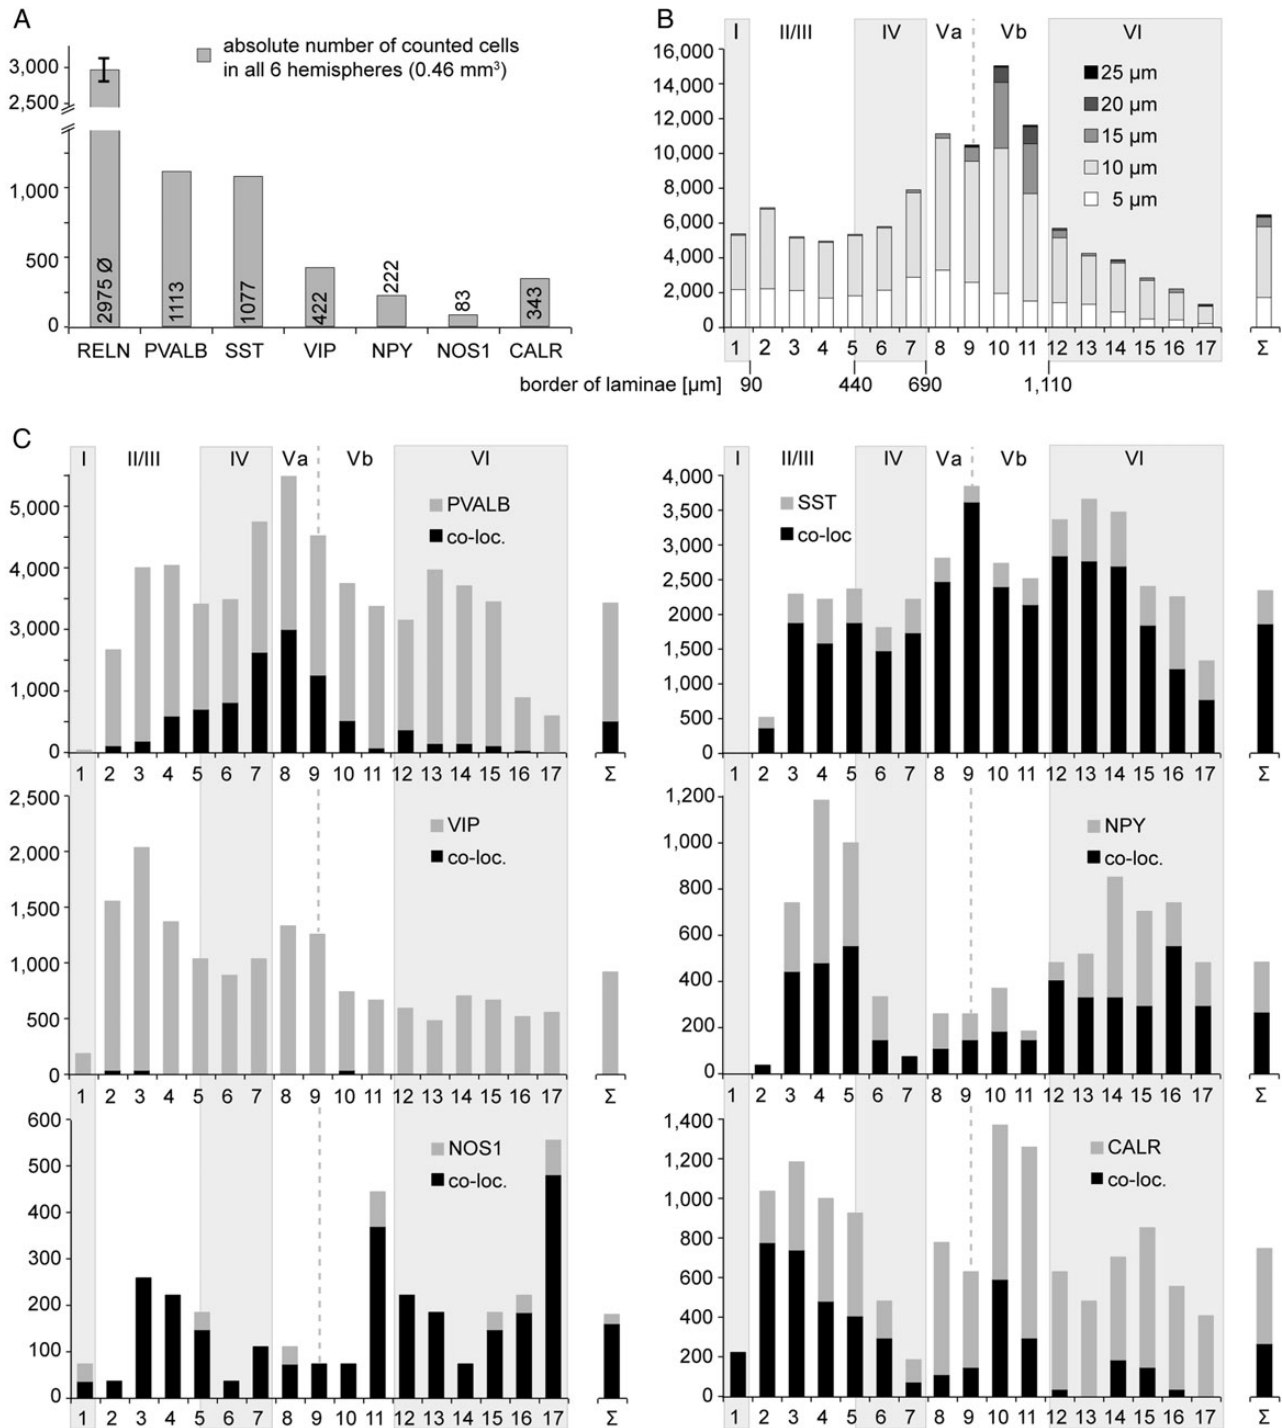 A
absolute number of counted cells
in all 6 hemispheres (0.46 mm³)
3,000
2,500
1,000
500
0
2975 Ø
1113
1077
422
222
83
343
RELN PVALB SST VIP NPY NOS1 CALR
B
I II/III IV Va Vb VI
16,000
14,000
12,000
10,000
8,000
6,000
4,000
2,000
0
25 µm
20 µm
15 µm
10 µm
5 µm
1 2 3 4 5 6 7 8 9 10 11 12 13 14 15 16 17 Σ
border of laminae [µm] 90 440 690 1,110
C
I II/III IV Va Vb VI
5,000
4,000
3,000
1,000
0
PVALB
co-loc.
1 2 3 4 5 6 7 8 9 10 11 12 13 14 15 16 17 Σ
I II/III IV Va Vb VI
4,000
3,500
3,000
2,500
2,000
1,500
1,000
500
0
SST
co-loc
1 2 3 4 5 6 7 8 9 10 11 12 13 14 15 16 17 Σ
2,500
2,000
1,500
1,000
500
0
VIP
co-loc.
1 2 3 4 5 6 7 8 9 10 11 12 13 14 15 16 17 Σ
1,200
1,000
800
600
400
200
0
NPY
co-loc.
1 2 3 4 5 6 7 8 9 10 11 12 13 14 15 16 17 Σ
600
500
400
300
200
100
0
NOS1
co-loc.
1 2 3 4 5 6 7 8 9 10 11 12 13 14 15 16 17 Σ
1,400
1,200
1,000
800
600
400
200
0
CALR
co-loc.
1 2 3 4 5 6 7 8 9 10 11 12 13 14 15 16 17 Σ